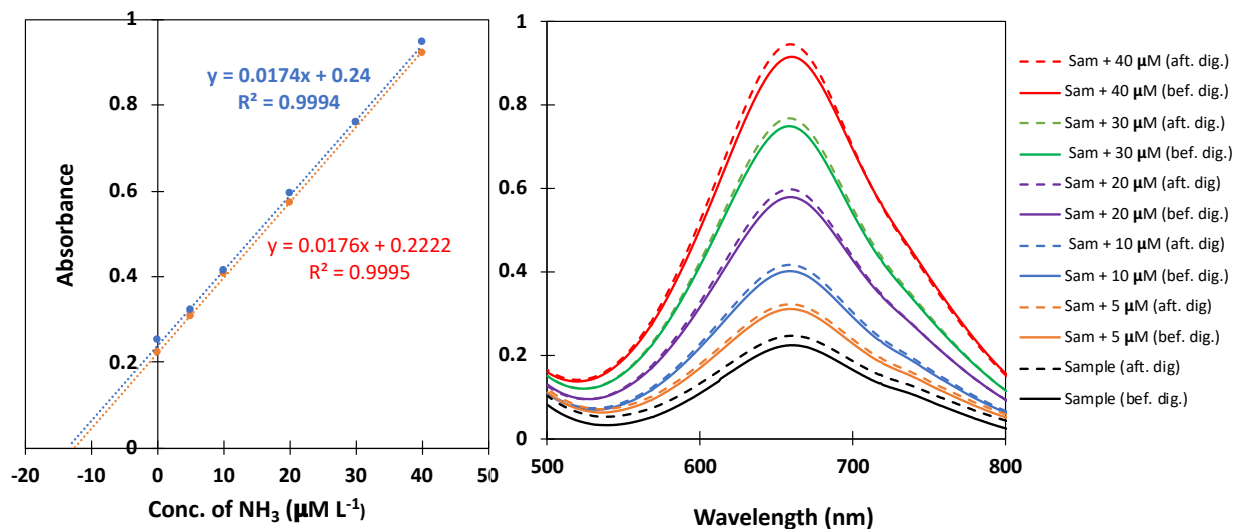 1
0.8
0.6
0.4
0.2
0
-20
-10
0
10
20
30
40
50
Absorbance
Conc. of NH3 (μM L-1)
y = 0.0174x + 0.24
R² = 0.9994
y = 0.0176x + 0.2222
R² = 0.9995
1
0.8
0.6
0.4
0.2
0
500
600
700
800
Wavelength (nm)
Sam + 40 μM (aft. dig.)
Sam + 40 μM (bef. dig.)
Sam + 30 μM (aft. dig.)
Sam + 30 μM (bef. dig.)
Sam + 20 μM (aft. dig)
Sam + 20 μM (bef. dig.)
Sam + 10 μM (aft. dig)
Sam + 10 μM (bef. dig.)
Sam + 5 μM (aft. dig)
Sam + 5 μM (bef. dig.)
Sample (aft. dig)
Sample (bef. dig.)